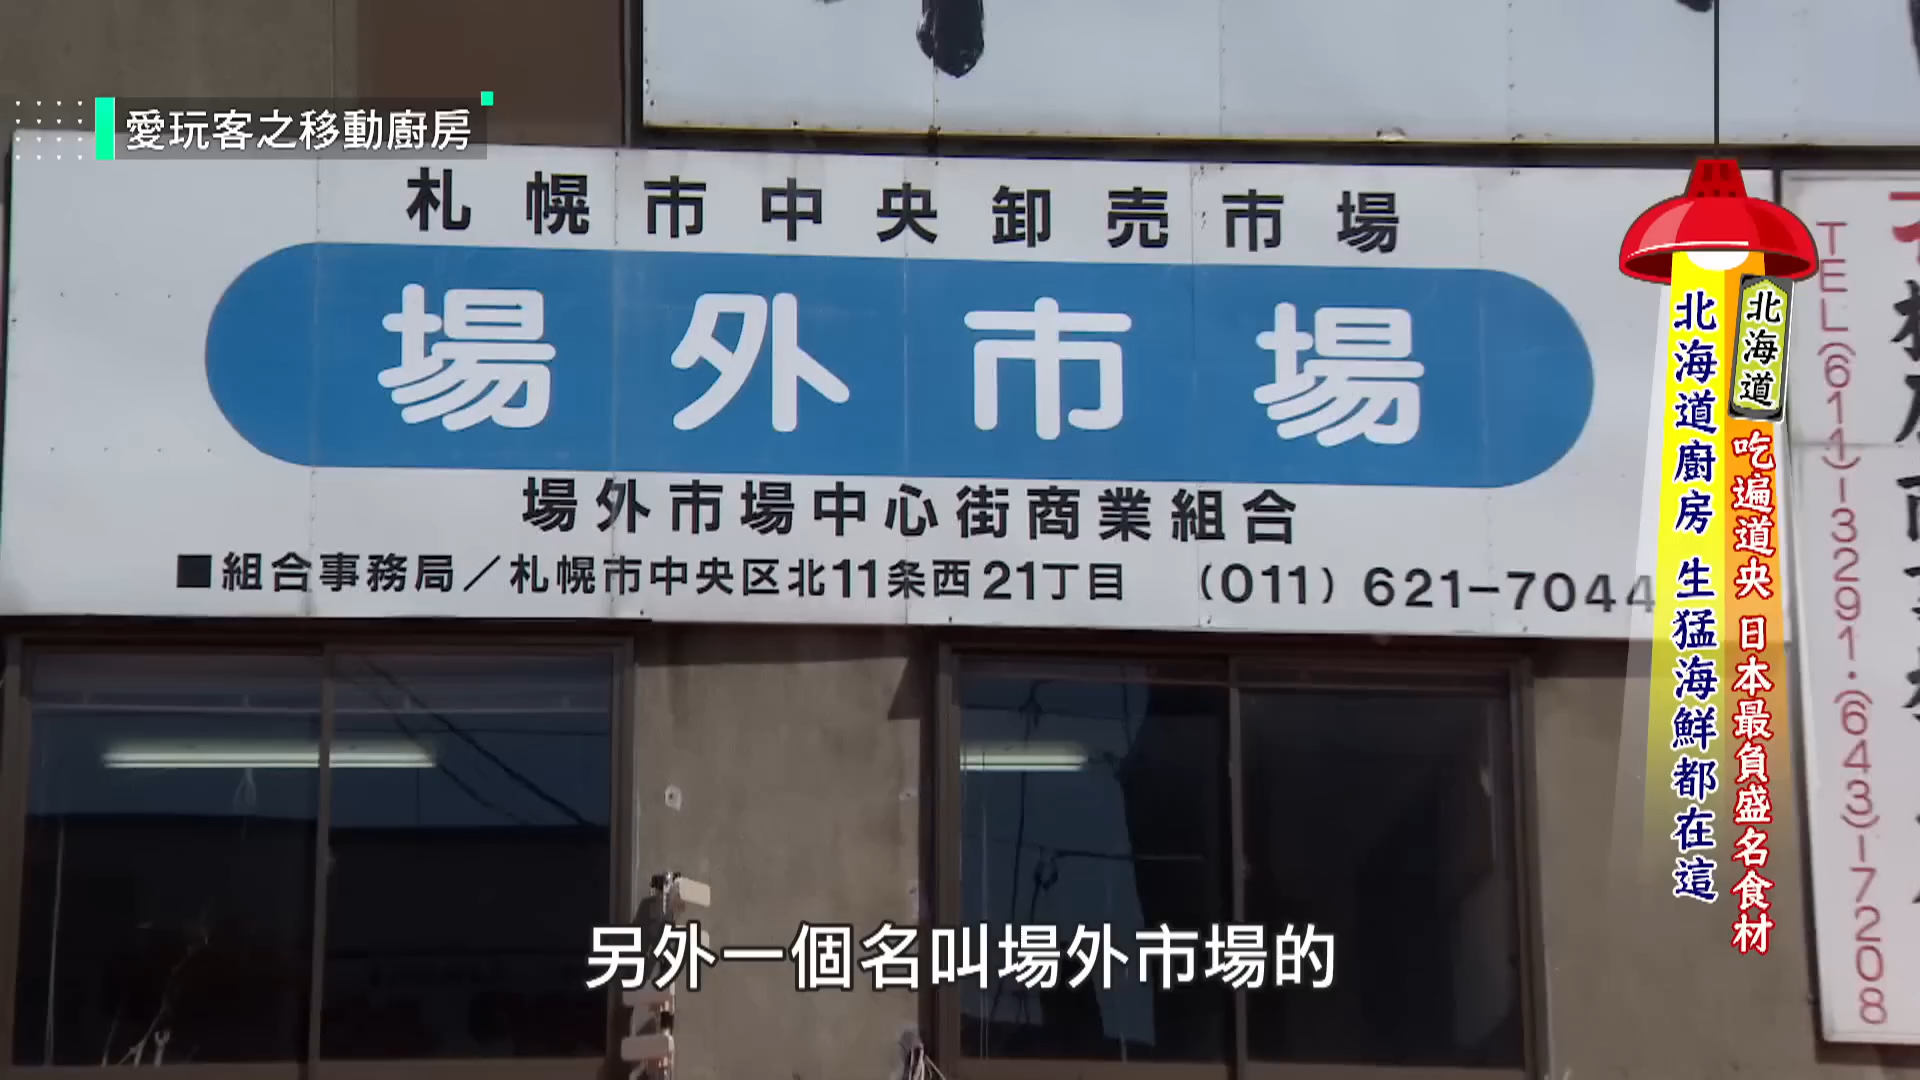 愛玩客之移動廚房
札幌市中央卸売市場
場外市場
場外市場中心街商業組合
■組合事務局／札幌市中央区北11条西21丁目 (011) 621-7044
北海道
吃遍道央 日本最負盛名食材
北海道廚房 生猛海鮮都在這
TEL(611)-3291・(643)-7208
另外一個名叫場外市場的